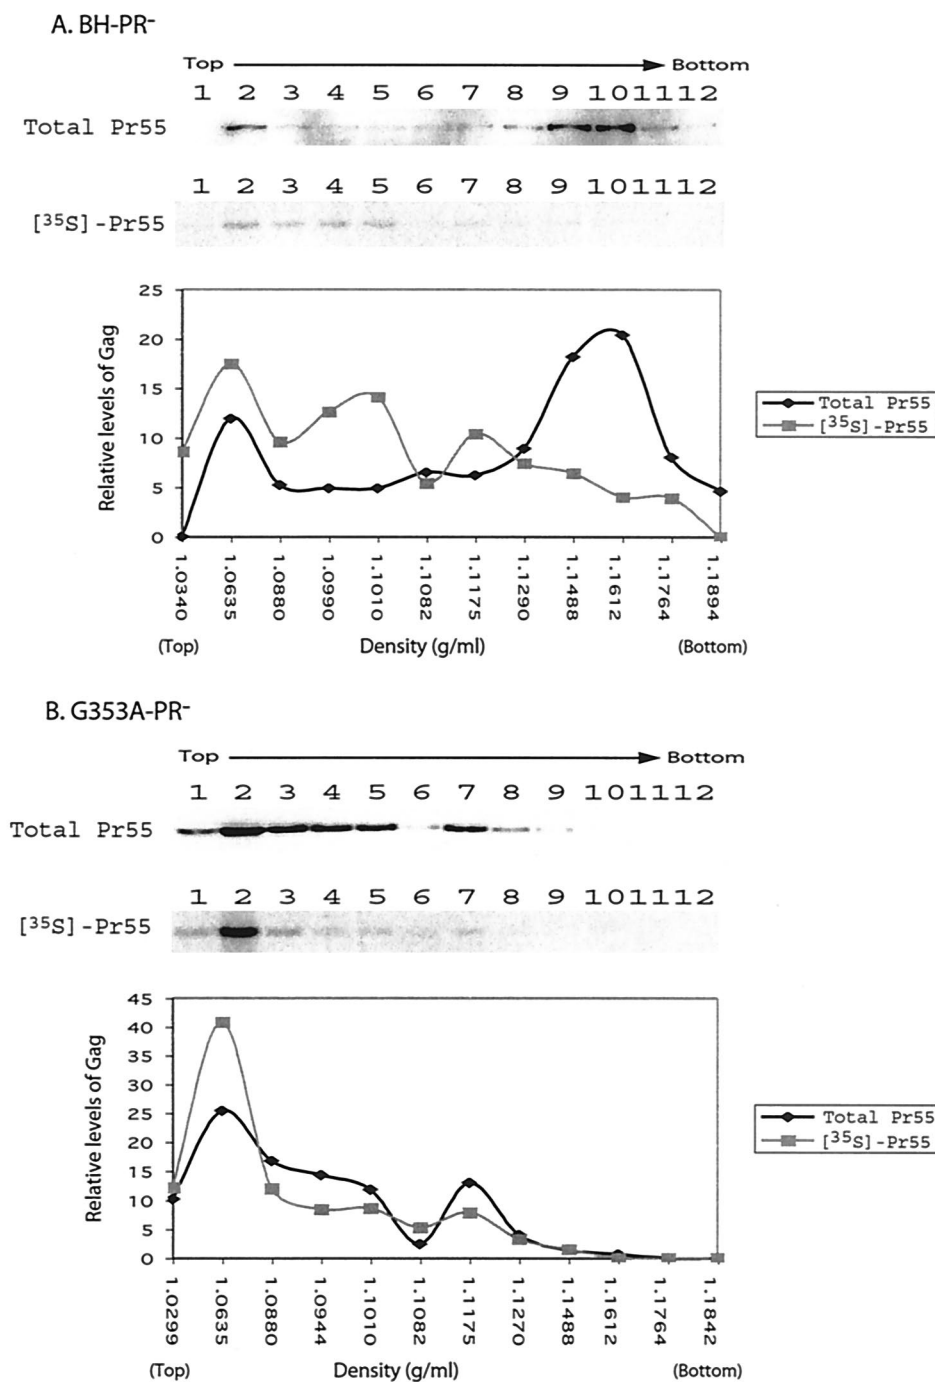 A. BH-PR⁻
Top Bottom
1 2 3 4 5 6 7 8 9 10 11 12
Total Pr55
1 2 3 4 5 6 7 8 9 10 11 12
[³⁵S]-Pr55
25
20
15
10
5
0
Relative levels of Gag
1.0340 1.0635 1.0880 1.0990 1.1010 1.1082 1.1175 1.1290 1.1488 1.1612 1.1764 1.1894
(Top) Density (g/ml) (Bottom)
Total Pr55
[³⁵S]-Pr55
B. G353A-PR⁻
Top Bottom
1 2 3 4 5 6 7 8 9 10 11 12
Total Pr55
1 2 3 4 5 6 7 8 9 10 11 12
[³⁵S]-Pr55
45
40
35
30
25
20
15
10
5
0
Relative levels of Gag
1.0299 1.0635 1.0880 1.0944 1.1010 1.1082 1.1175 1.1270 1.1488 1.1612 1.1764 1.1842
(Top) Density (g/ml) (Bottom)
Total Pr55
[³⁵S]-Pr55